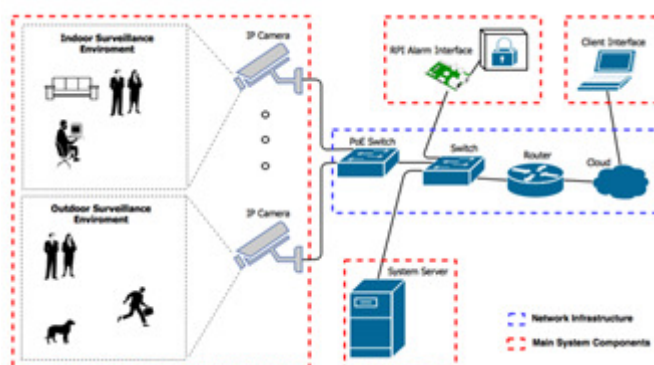 Indoor Surveillance
Enviroment
IP Camera
RPI Alarm Interface
Client Interface
PoE Switch
Switch
Router
Cloud
Outdoor Surveillance
Enviroment
IP Camera
System Server
Network Infrastructure
Main System Components